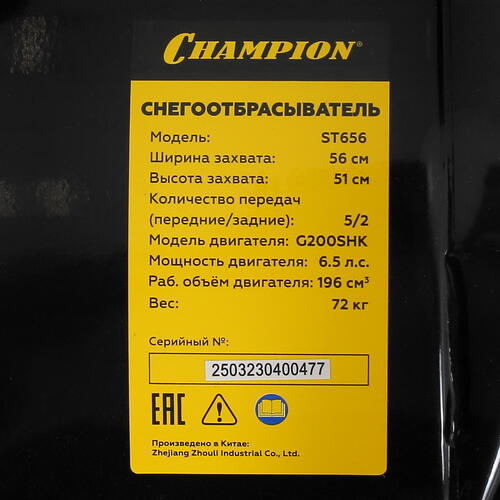 CHAMPION®
СНЕГООТБРАСЫВАТЕЛЬ
Модель: ST656
Ширина захвата: 56 см
Высота захвата: 51 см
Количество передач
(передние/задние): 5/2
Модель двигателя: G200SHK
Мощность двигателя: 6.5 л.с.
Раб. объём двигателя: 196 см³
Вес: 72 кг
Серийный №:
2503230400477
EAC
Произведено в Китае:
Zhejiang Zhouli Industrial Co., Ltd.